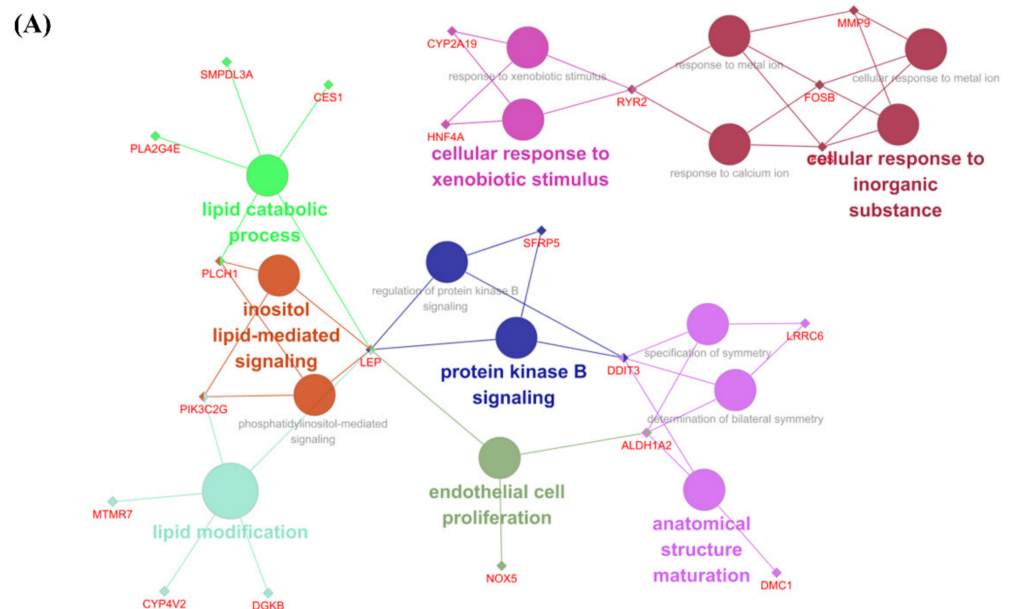 (A)
SMPDL3A
CES1
PLA2G4E
lipid catabolic
process
PLCH1
inositol
lipid-mediated
signaling
LEP
PIK3C2G
phosphatidylinositol-mediated
signaling
MTMR7
lipid modification
CYP4V2
DGKB
CYP2A19
response to xenobiotic stimulus
RYR2
HNF4A
cellular response to
xenobiotic stimulus
MMP9
response to metal ion
cellular response to metal ion
FOSB
response to calcium ion
cellular response to
inorganic
substance
SFRP5
regulation of protein kinase B
signaling
protein kinase B
signaling
DDIT3
LRRC6
specification of symmetry
determination of bilateral symmetry
ALDH1A2
endothelial cell
proliferation
NOX5
anatomical
structure
maturation
DMC1